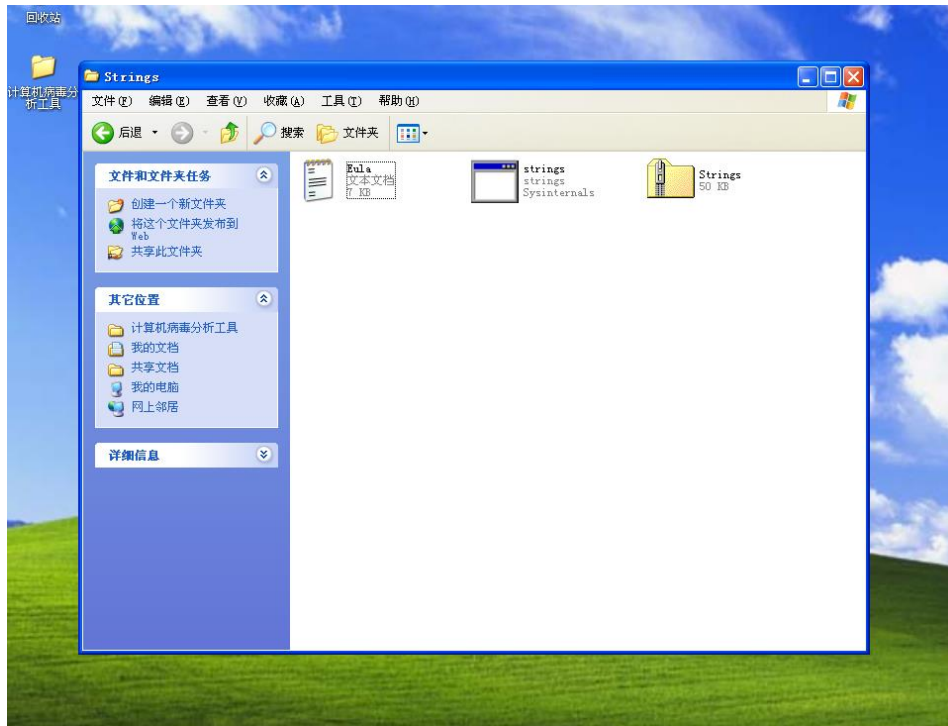 回收站
计算机病毒分
析工具
Strings
文件(F) 编辑(E) 查看(V) 收藏(A) 工具(T) 帮助(H)
后退 搜索 文件夹
文件和文件夹任务
创建一个新文件夹
将这个文件夹发布到
Web
共享此文件夹
其它位置
计算机病毒分析工具
我的文档
共享文档
我的电脑
网上邻居
详细信息
Eula
文本文档
7 KB
strings
strings
Sysinternals
Strings
50 KB